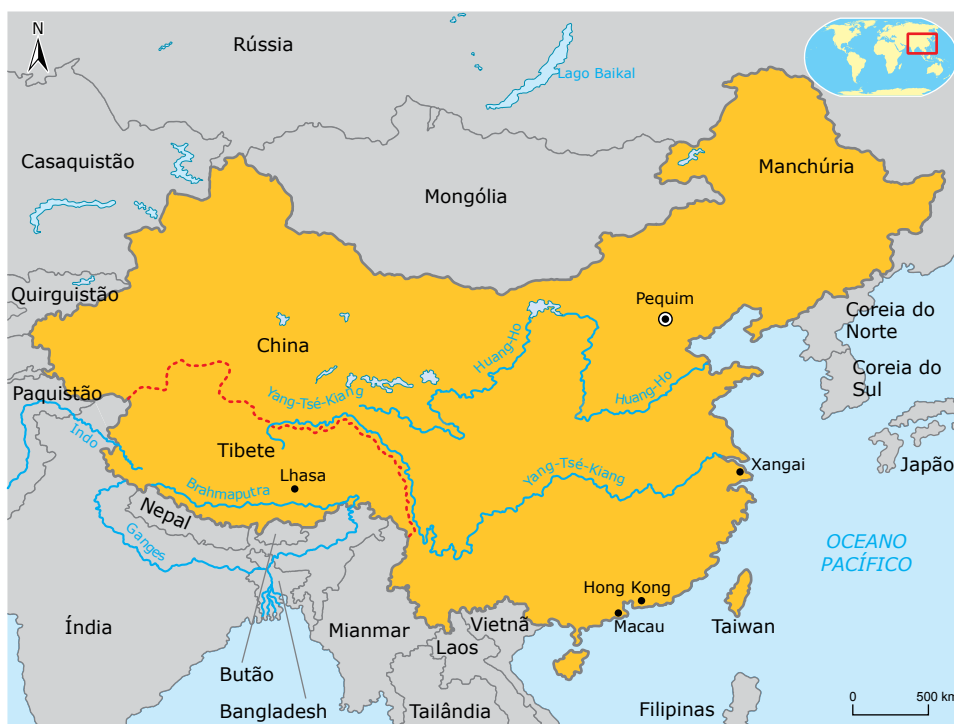 N
Rússia
Lago Baikal
Casaquistão
Mongólia
Manchúria
Quirguistão
Pequim
Coreia do
Norte
China
Huang-Ho
Huang-Ho
Coreia do
Sul
Paquistão
Yang-Tsé-Kiang
Indo
Tibete
Lhasa
Yang-Tsé-Kiang
Xangai
Japão
Brahmaputra
Nepal
Ganges
OCEANO
PACÍFICO
Hong Kong
Índia
Mianmar
Vietnã
Macau
Taiwan
Laos
Butão
Bangladesh
Tailândia
Filipinas
0 500 km